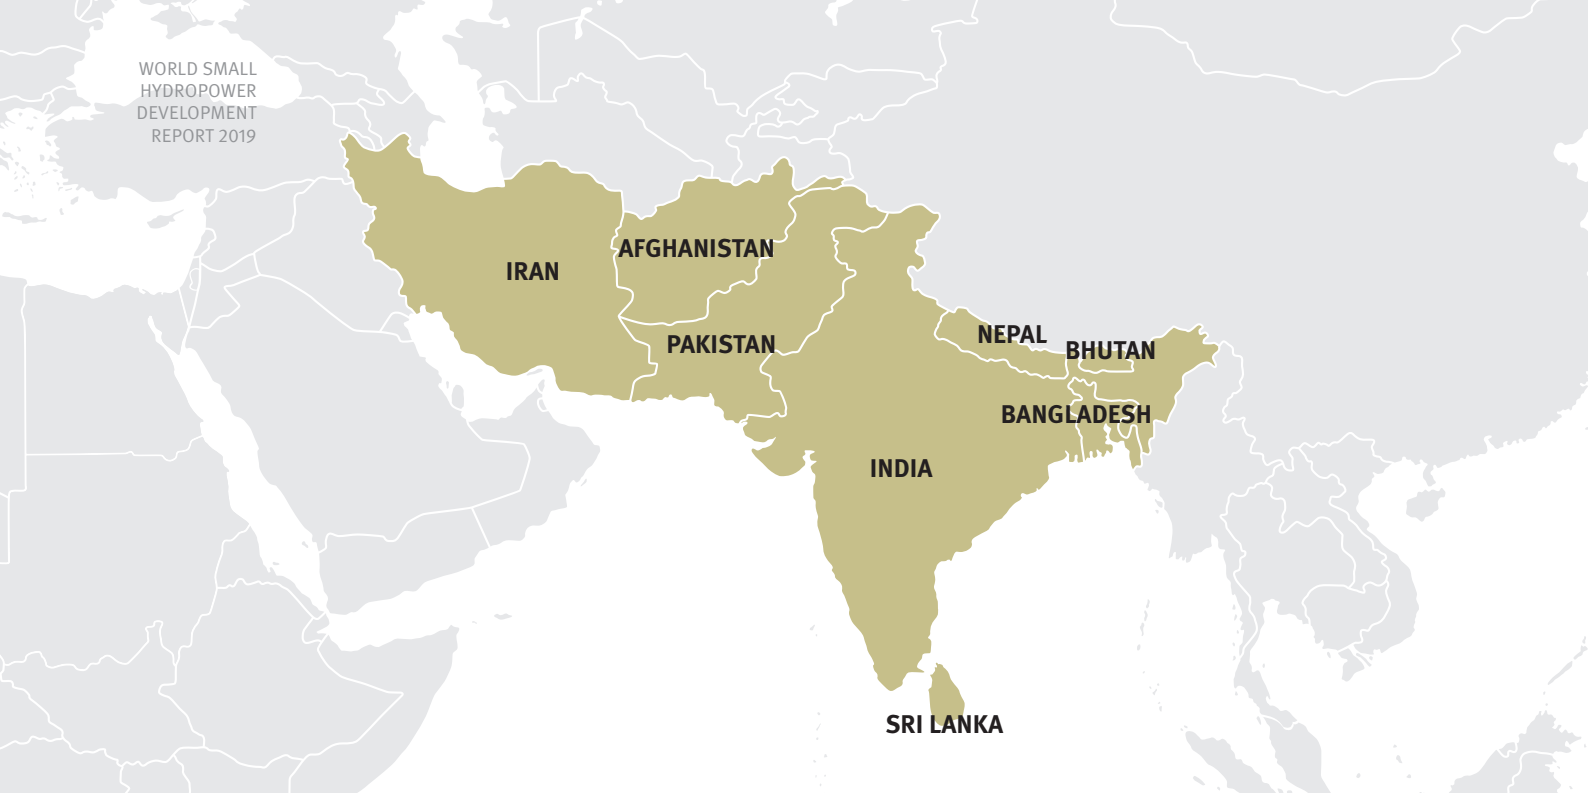 WORLD SMALL
HYDROPOWER
DEVELOPMENT
REPORT 2019
AFGHANISTAN
IRAN
PAKISTAN
NEPAL
BHUTAN
BANGLADESH
INDIA
SRI LANKA